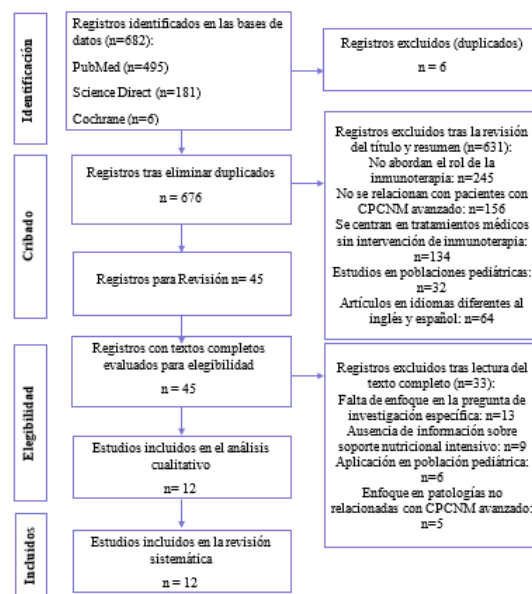 Identificación
Registros identificados en las bases de
datos (n=682):
PubMed (n=495)
Science Direct (n=181)
Cochrane (n=6)
Registros excluidos (duplicados)
n = 6
Cribado
Registros tras eliminar duplicados
n = 676
Registros excluidos tras la revisión
del título y resumen (n=631):
No abordan el rol de la
inmunoterapia: n=245
No se relacionan con pacientes con
CPCNM avanzado: n=156
Se centran en tratamientos médicos
sin intervención de inmunoterapia:
n=134
Estudios en poblaciones pediátricas:
n=32
Artículos en idiomas diferentes al
inglés y español: n=64
Registros para Revisión n= 45
Elegibilidad
Registros con textos completos
evaluados para elegibilidad
n = 45
Registros excluidos tras lectura del
texto completo (n=33):
Falta de enfoque en la pregunta de
investigación específica: n=13
Ausencia de información sobre
soporte nutricional intensivo: n=9
Aplicación en población pediátrica:
n=6
Enfoque en patologías no
relacionadas con CPCNM avanzado:
n=5
Estudios incluidos en el análisis
cualitativo
n= 12
Incluidos
Estudios incluidos en la revisión
sistemática
n = 12